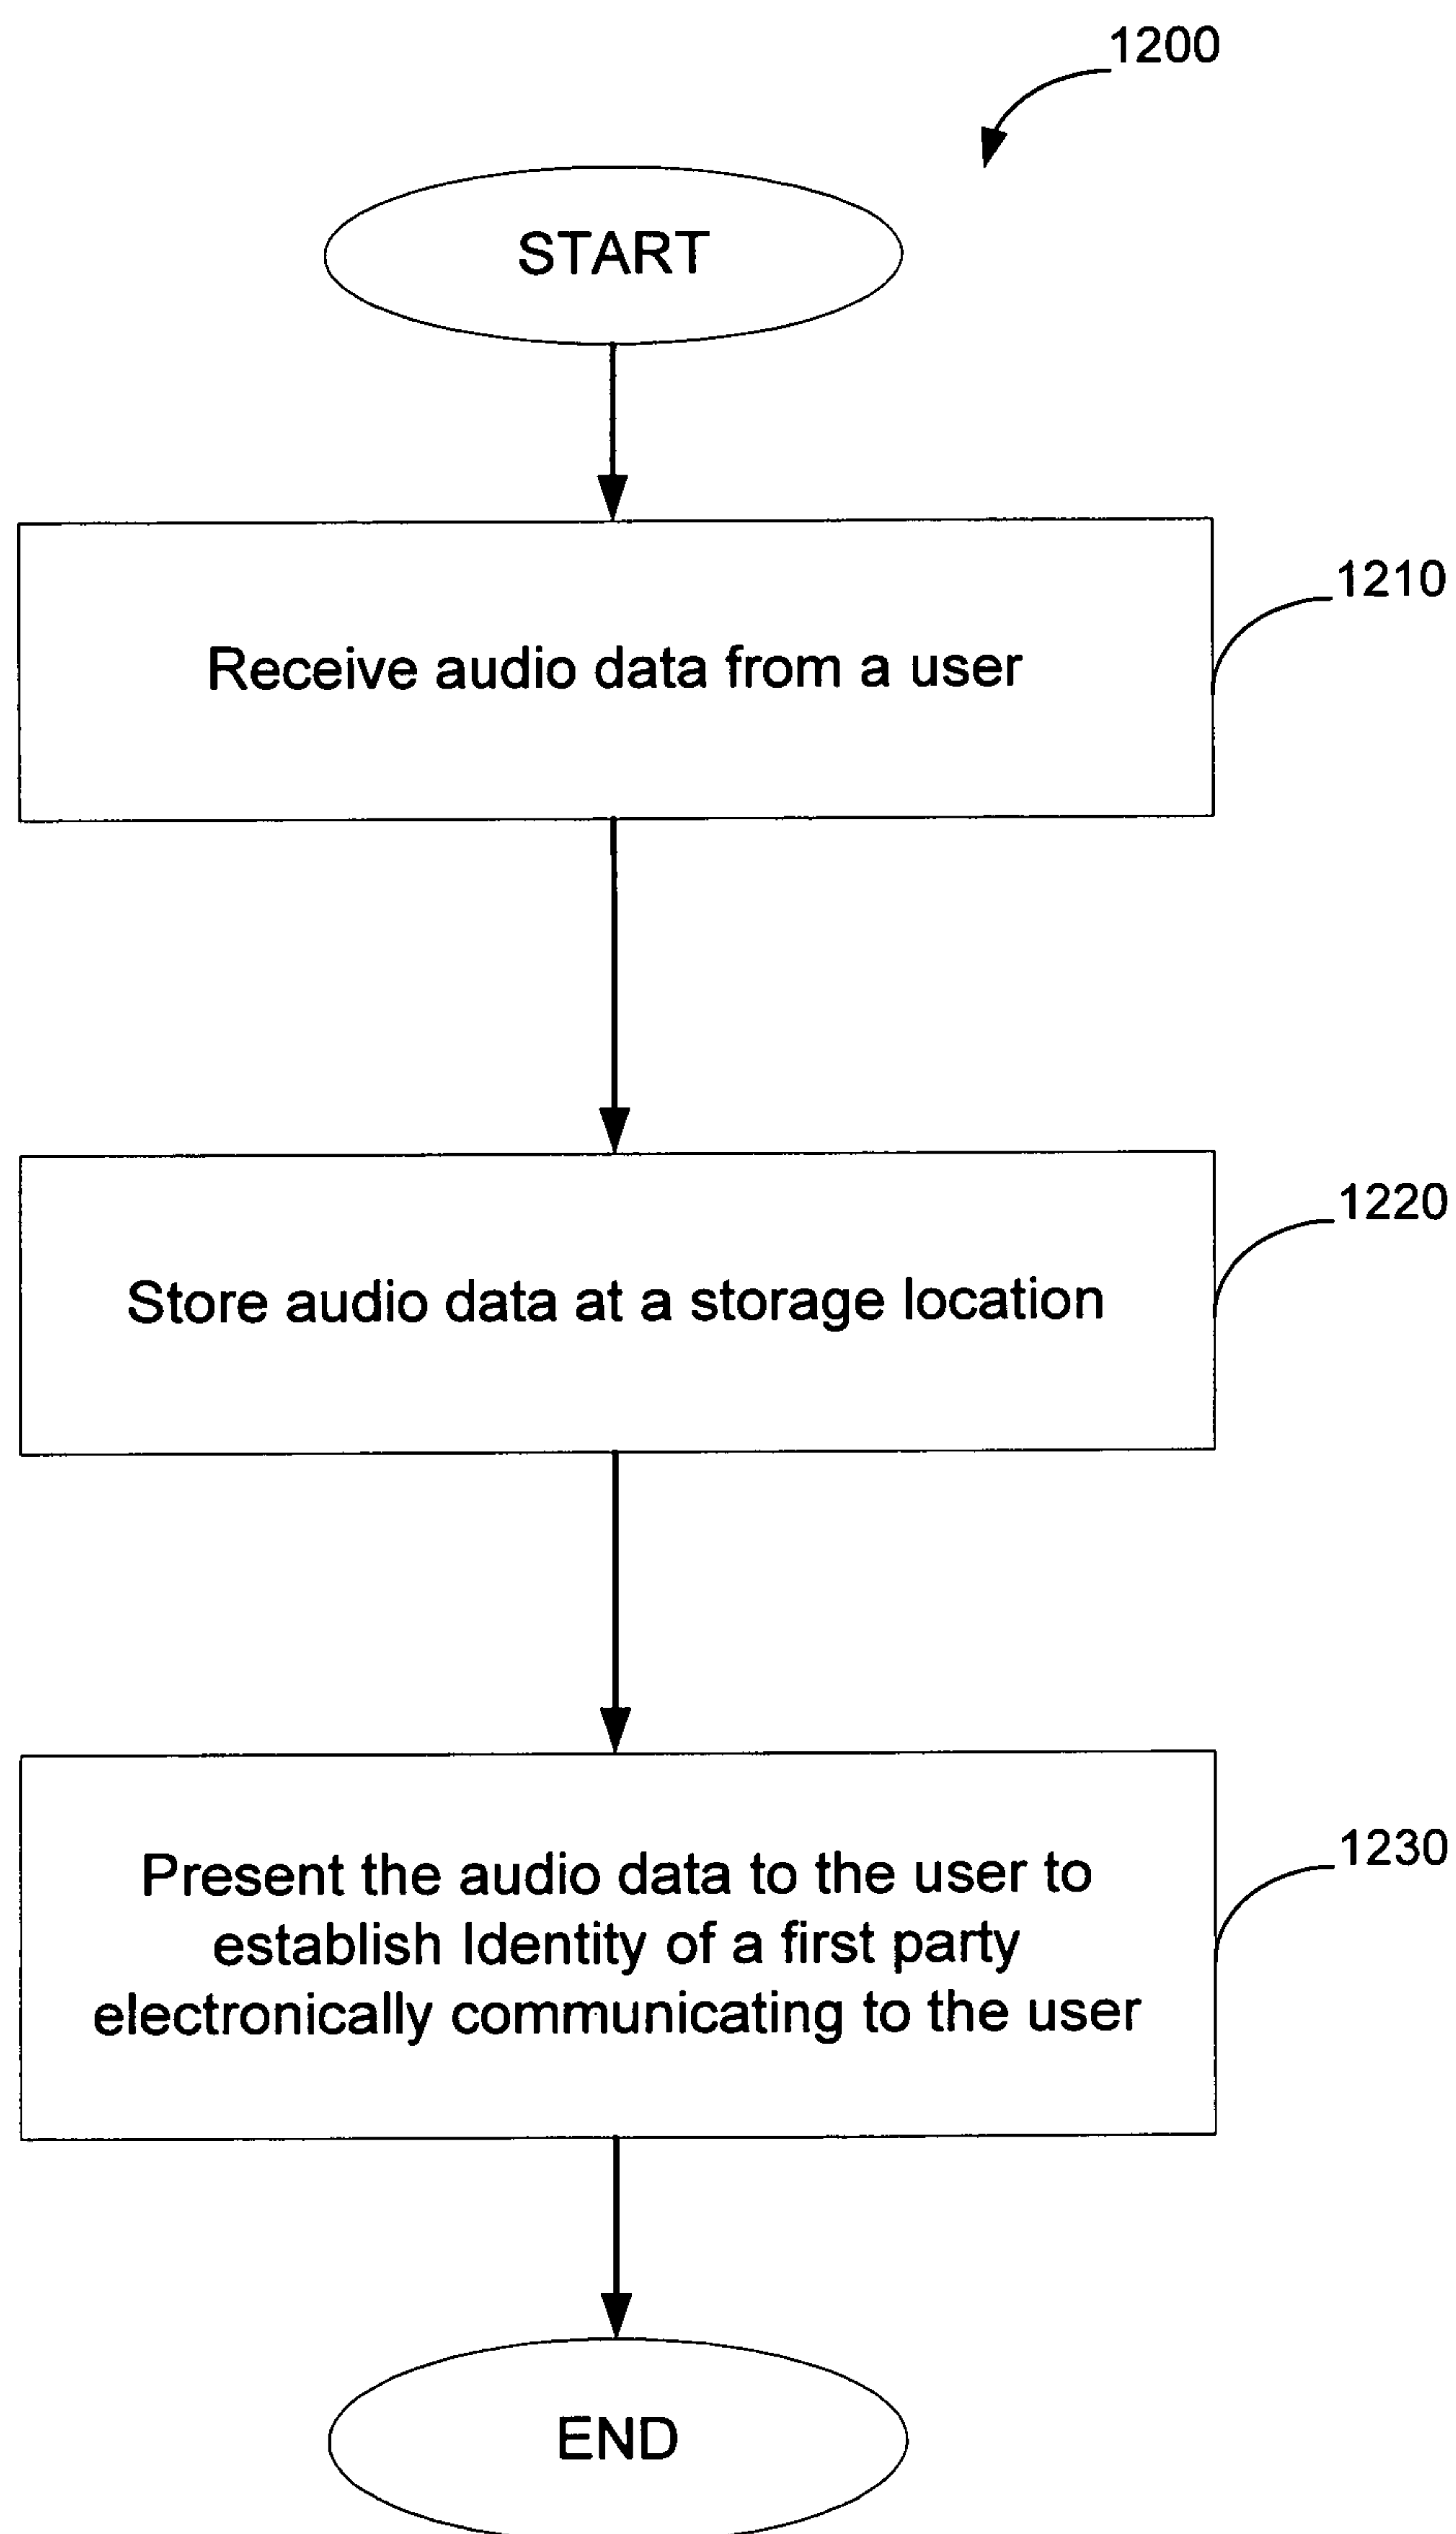 1200
START
Receive audio data from a user
1210
Store audio data at a storage location
1220
Present the audio data to the user to
establish Identity of a first party
electronically communicating to the user
1230
END